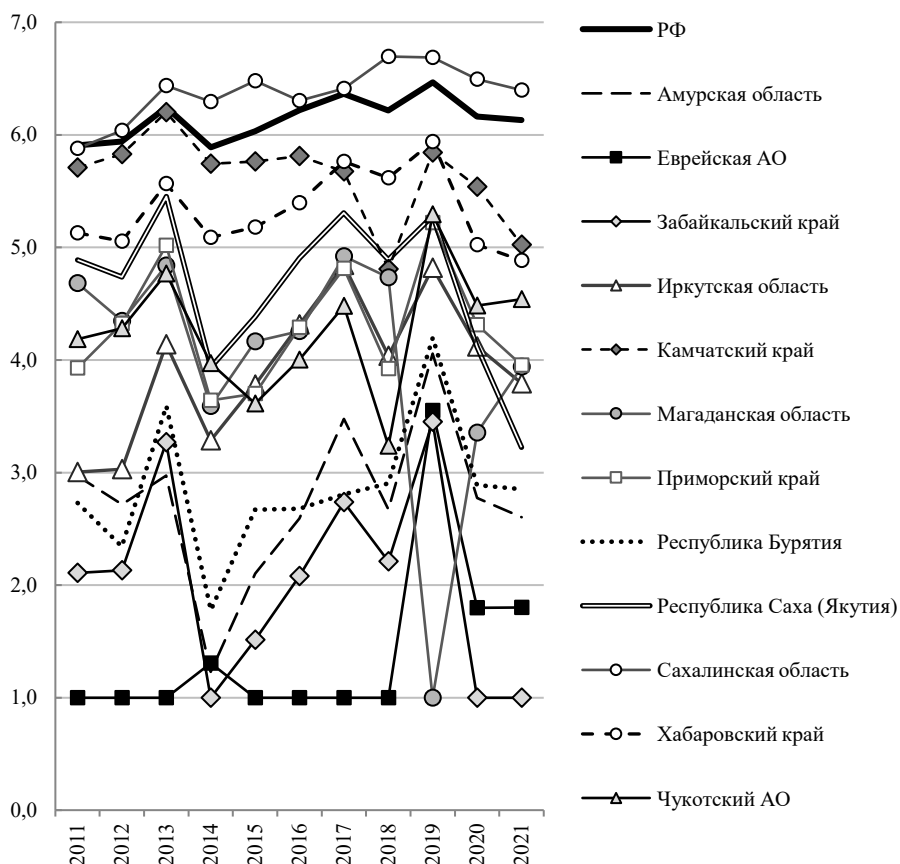 7,0
6,0
5,0
4,0
3,0
2,0
1,0
0,0
2011
2012
2013
2014
2015
2016
2017
2018
2019
2020
2021
РФ
Амурская область
Еврейская АО
Забайкальский край
Иркутская область
Камчатский край
Магаданская область
Приморский край
Республика Бурятия
Республика Саха (Якутия)
Сахалинская область
Хабаровский край
Чукотский АО